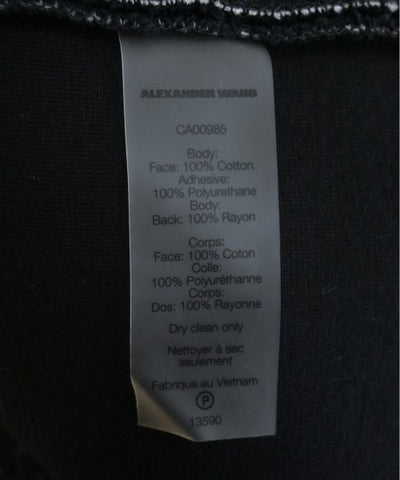 ALEXANDER WANG
CA00985
Body:
Face: 100% Cotton
Adhesive:
100% Polyurethane
Body:
Back: 100% Rayon
Corps:
Face: 100% Coton
Colle:
100% Polyuréthanne
Corps:
Dos: 100% Rayonne
Dry clean only
Nettoyer à sec
seulement
Fabrique au Vietnam
P
13590